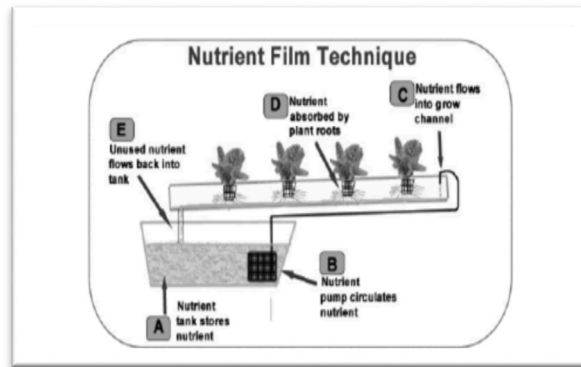 Nutrient Film Technique
E
Unused nutrient
flows back into
tank
D
Nutrient
absorbed by
plant roots
C
Nutrient flows
into grow
channel
A
Nutrient
tank stores
nutrient
B
Nutrient
pump circulates
nutrient